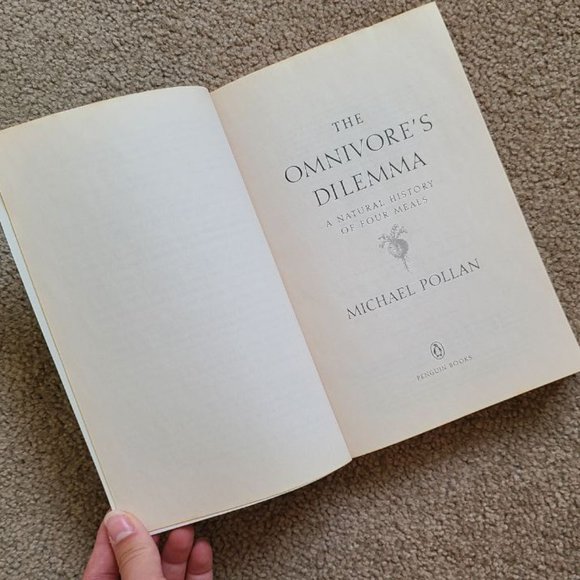 THE
OMNIVORE'S
DILEMMA
A NATURAL HISTORY
OF FOUR MEALS
MICHAEL POLLAN
PENGUIN BOOKS